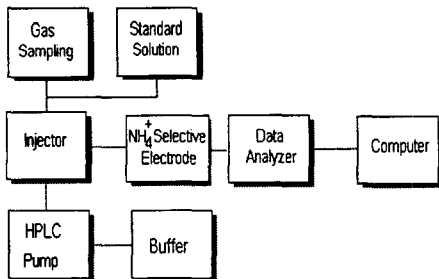 Gas
Sampling
Standard
Solution
Injector
NH4+ Selective
Electrode
Data
Analyzer
Computer
HPLC
Pump
Buffer